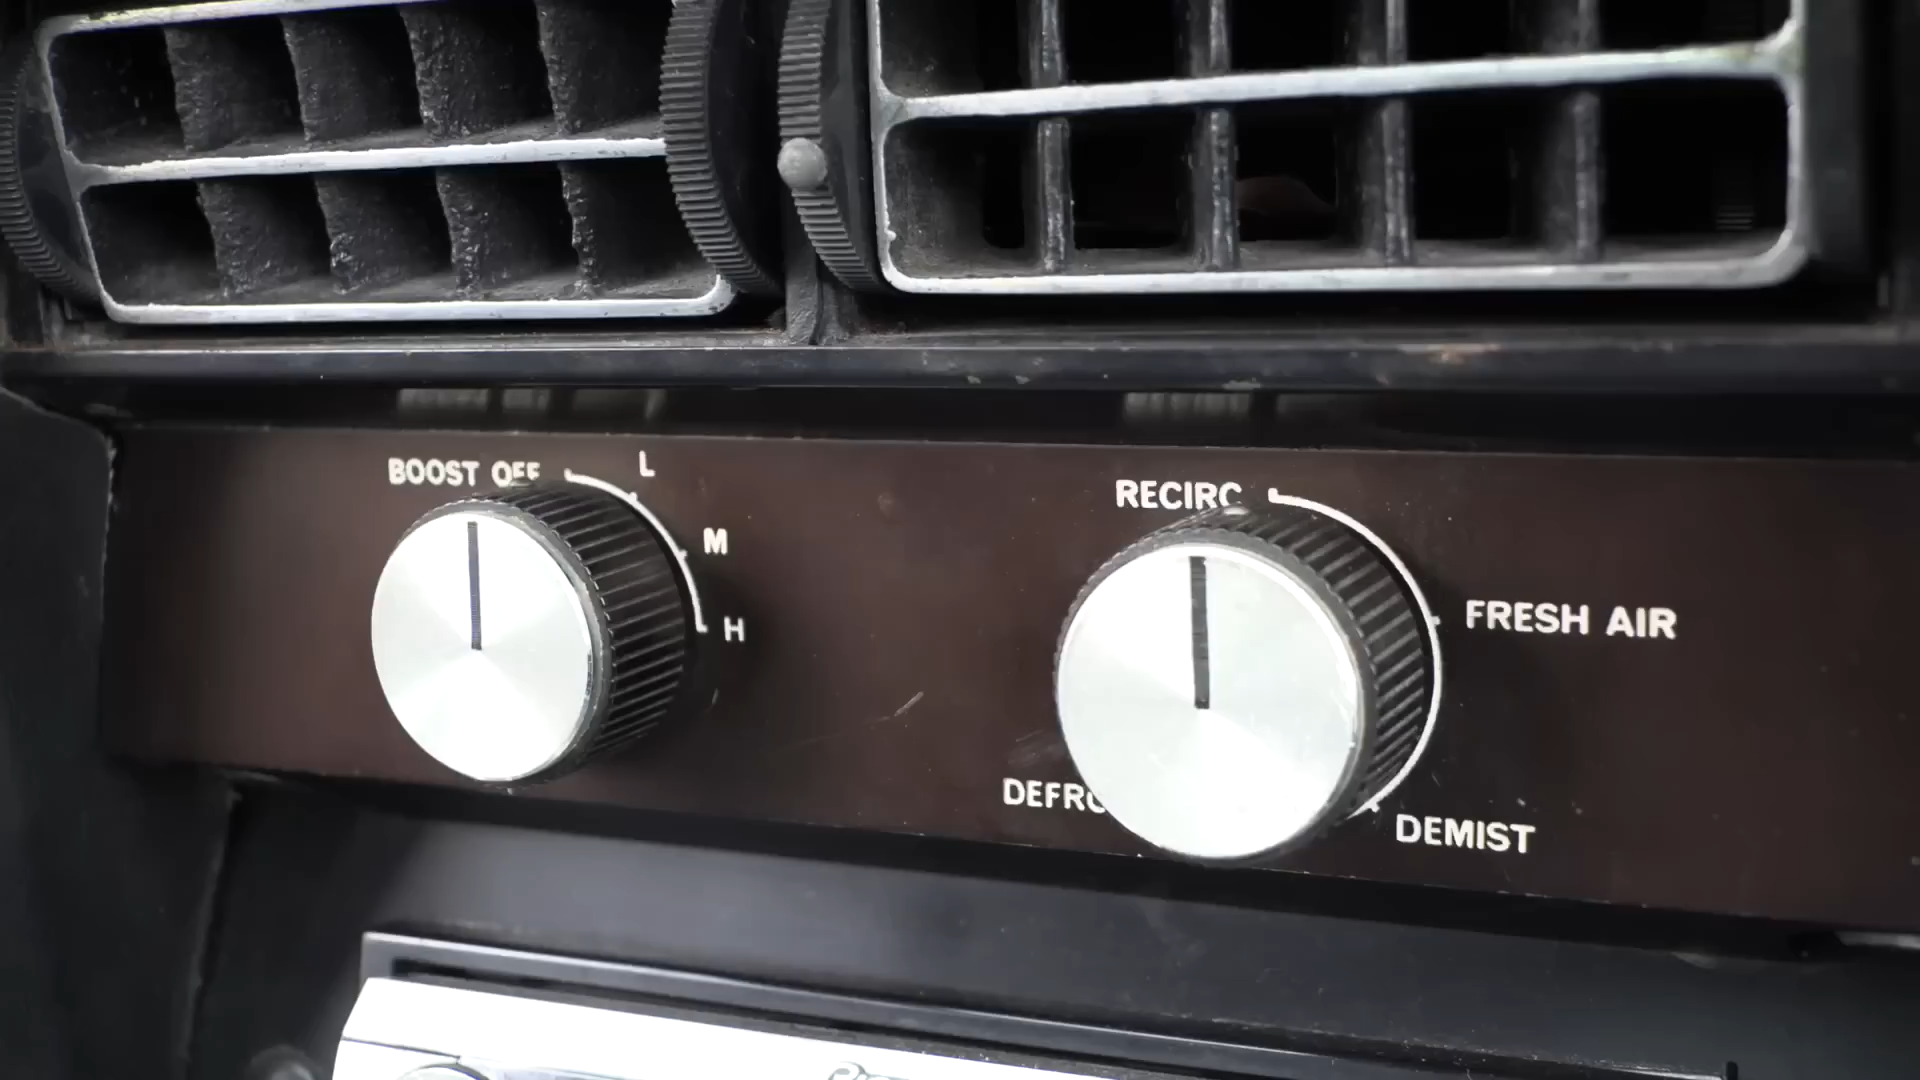 BOOST OFF
L
M
H
RECIRC
FRESH AIR
DEMIST